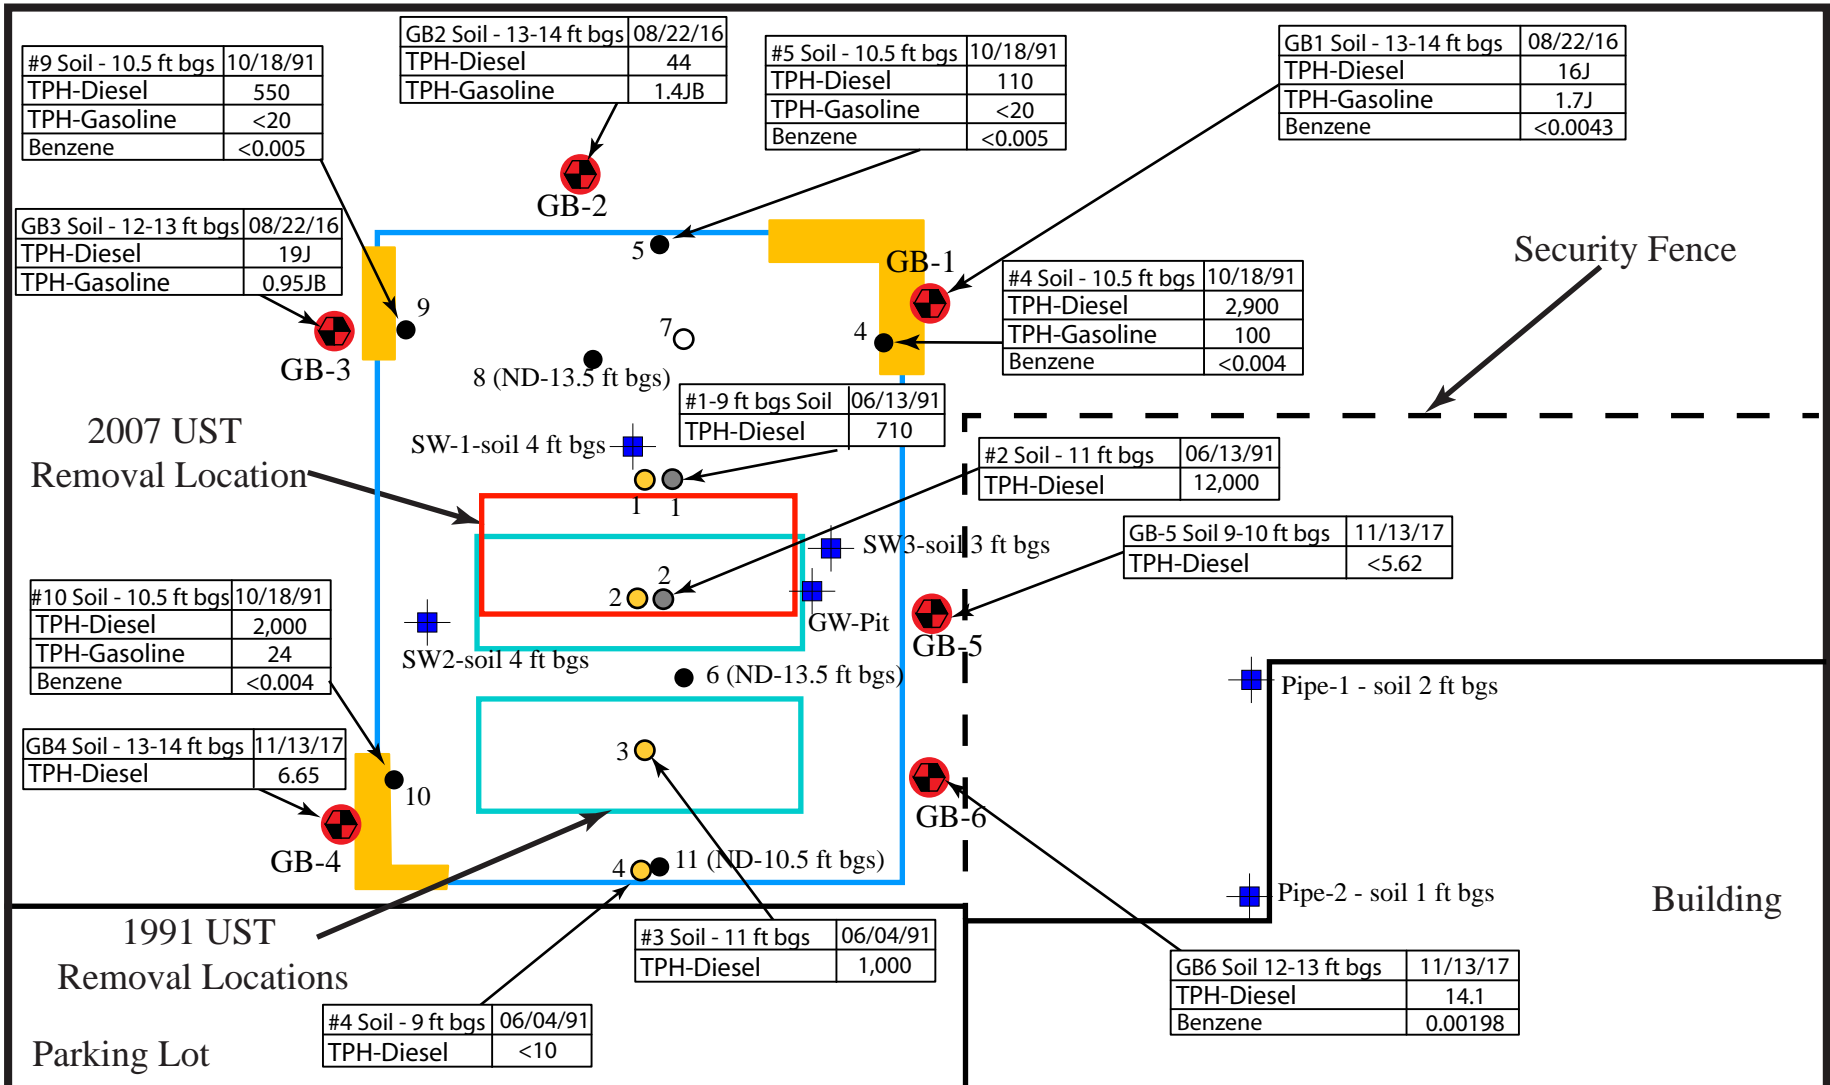 GB2 Soil - 13-14 ft bgs 08/22/16
TPH-Diesel 44
TPH-Gasoline 1.4JB
#9 Soil - 10.5 ft bgs 10/18/91
TPH-Diesel 550
TPH-Gasoline <20
Benzene <0.005
#5 Soil - 10.5 ft bgs 10/18/91
TPH-Diesel 110
TPH-Gasoline <20
Benzene <0.005
GB1 Soil - 13-14 ft bgs 08/22/16
TPH-Diesel 16J
TPH-Gasoline 1.7J
Benzene <0.0043
GB-2
GB3 Soil - 12-13 ft bgs 08/22/16
TPH-Diesel 19J
TPH-Gasoline 0.95JB
5
GB-1
Security Fence
#4 Soil - 10.5 ft bgs 10/18/91
TPH-Diesel 2,900
TPH-Gasoline 100
Benzene <0.004
9
7
4
GB-3
8 (ND-13.5 ft bgs)
#1-9 ft bgs Soil 06/13/91
TPH-Diesel 710
2007 UST
Removal Location
SW-1-soil 4 ft bgs
#2 Soil - 11 ft bgs 06/13/91
TPH-Diesel 12,000
1
1
SW3-soil 3 ft bgs
GB-5 Soil 9-10 ft bgs 11/13/17
TPH-Diesel <5.62
#10 Soil - 10.5 ft bgs 10/18/91
TPH-Diesel 2,000
TPH-Gasoline 24
Benzene <0.004
2
2
GW-Pit
GB-5
SW2-soil 4 ft bgs
6 (ND-13.5 ft bgs)
Pipe-1 - soil 2 ft bgs
GB4 Soil - 13-14 ft bgs 11/13/17
TPH-Diesel 6.65
3
10
GB-6
GB-4
4
11 (ND-10.5 ft bgs)
Pipe-2 - soil 1 ft bgs
Building
1991 UST
Removal Locations
#3 Soil - 11 ft bgs 06/04/91
TPH-Diesel 1,000
GB6 Soil 12-13 ft bgs 11/13/17
TPH-Diesel 14.1
Benzene 0.00198
#4 Soil - 9 ft bgs 06/04/91
TPH-Diesel <10
Parking Lot